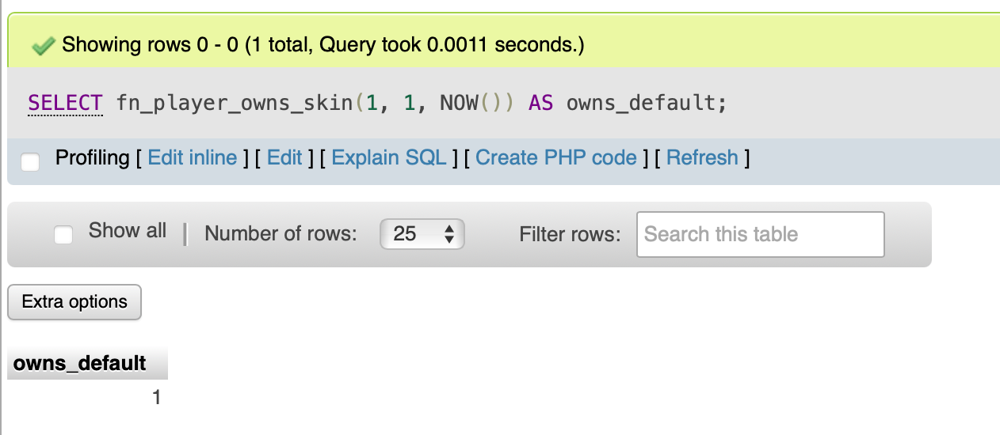 Showing rows 0 - 0 (1 total, Query took 0.0011 seconds.)
SELECT fn_player_owns_skin(1, 1, NOW()) AS owns_default;
Profiling [ Edit inline ] [ Edit ] [ Explain SQL ] [ Create PHP code ] [ Refresh ]
Show all | Number of rows: 25 Filter rows: Search this table
Extra options
owns_default
1